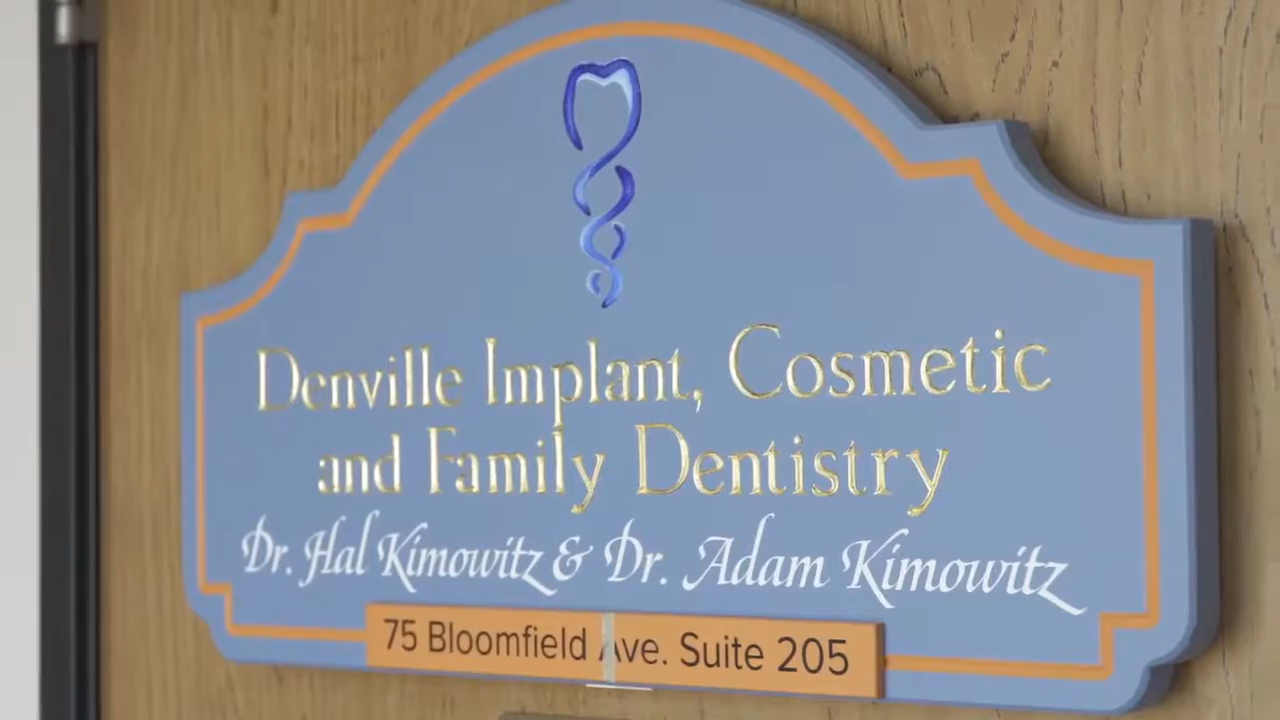 Denville Implant, Cosmetic
and Family Dentistry
Dr. Hal Kimowitz & Dr. Adam Kimowitz
75 Bloomfield Ave. Suite 205